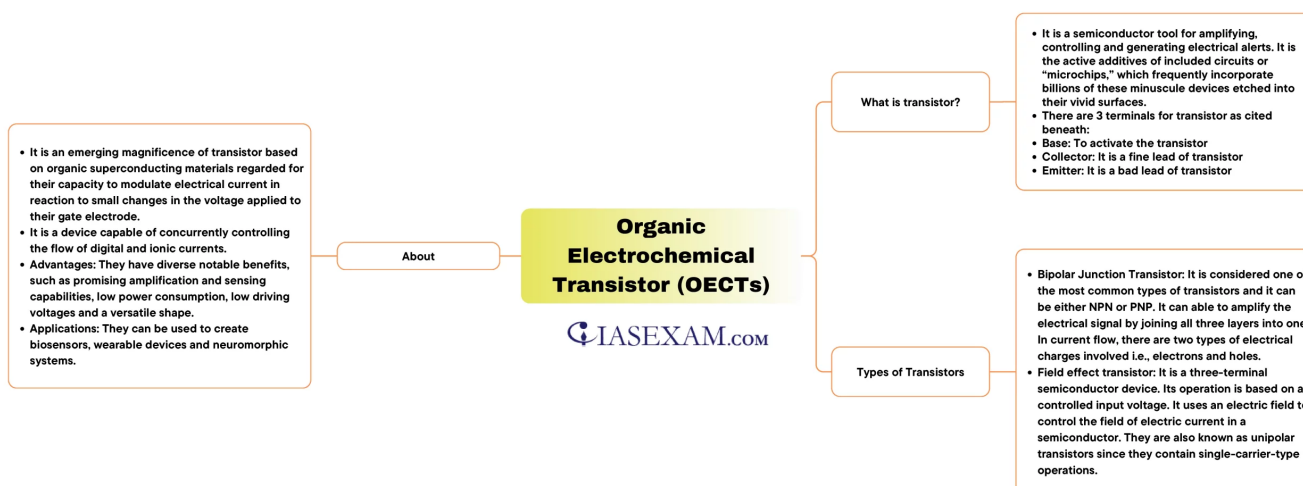 • It is an emerging magnificence of transistor based
on organic superconducting materials regarded for
their capacity to modulate electrical current in
reaction to small changes in the voltage applied to
their gate electrode.
• It is a device capable of concurrently controlling
the flow of digital and ionic currents.
• Advantages: They have diverse notable benefits,
such as promising amplification and sensing
capabilities, low power consumption, low driving
voltages and a versatile shape.
• Applications: They can be used to create
biosensors, wearable devices and neuromorphic
systems.
About
Organic
Electrochemical
Transistor (OECTs)
IASEXAM.COM
What is transistor?
• It is a semiconductor tool for amplifying,
controlling and generating electrical alerts. It is
the active additives of included circuits or
“microchips,” which frequently incorporate
billions of these minuscule devices etched into
their vivid surfaces.
• There are 3 terminals for transistor as cited
beneath:
• Base: To activate the transistor
• Collector: It is a fine lead of transistor
• Emitter: It is a bad lead of transistor
Types of Transistors
• Bipolar Junction Transistor: It is considered one o
the most common types of transistors and it can
be either NPN or PNP. It can able to amplify the
electrical signal by joining all three layers into one
In current flow, there are two types of electrical
charges involved i.e., electrons and holes.
• Field effect transistor: It is a three-terminal
semiconductor device. Its operation is based on a
controlled input voltage. It uses an electric field t
control the field of electric current in a
semiconductor. They are also known as unipolar
transistors since they contain single-carrier-type
operations.